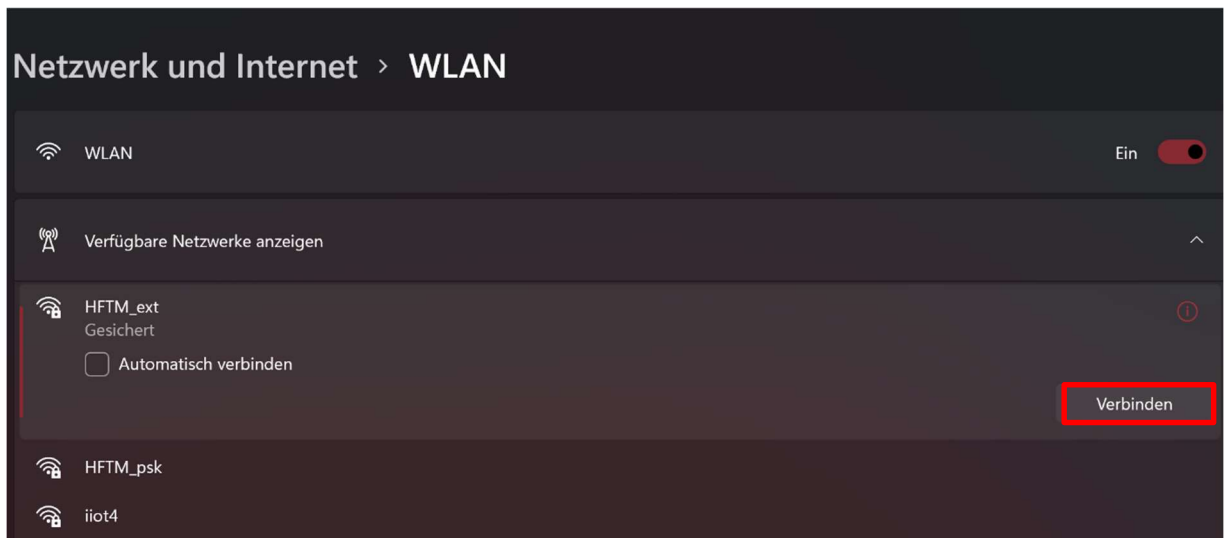 Netzwerk und Internet > WLAN
WLAN
Ein
Verfügbare Netzwerke anzeigen
HFTM_ext
Gesichert
Automatisch verbinden
Verbinden
HFTM_psk
iiot4